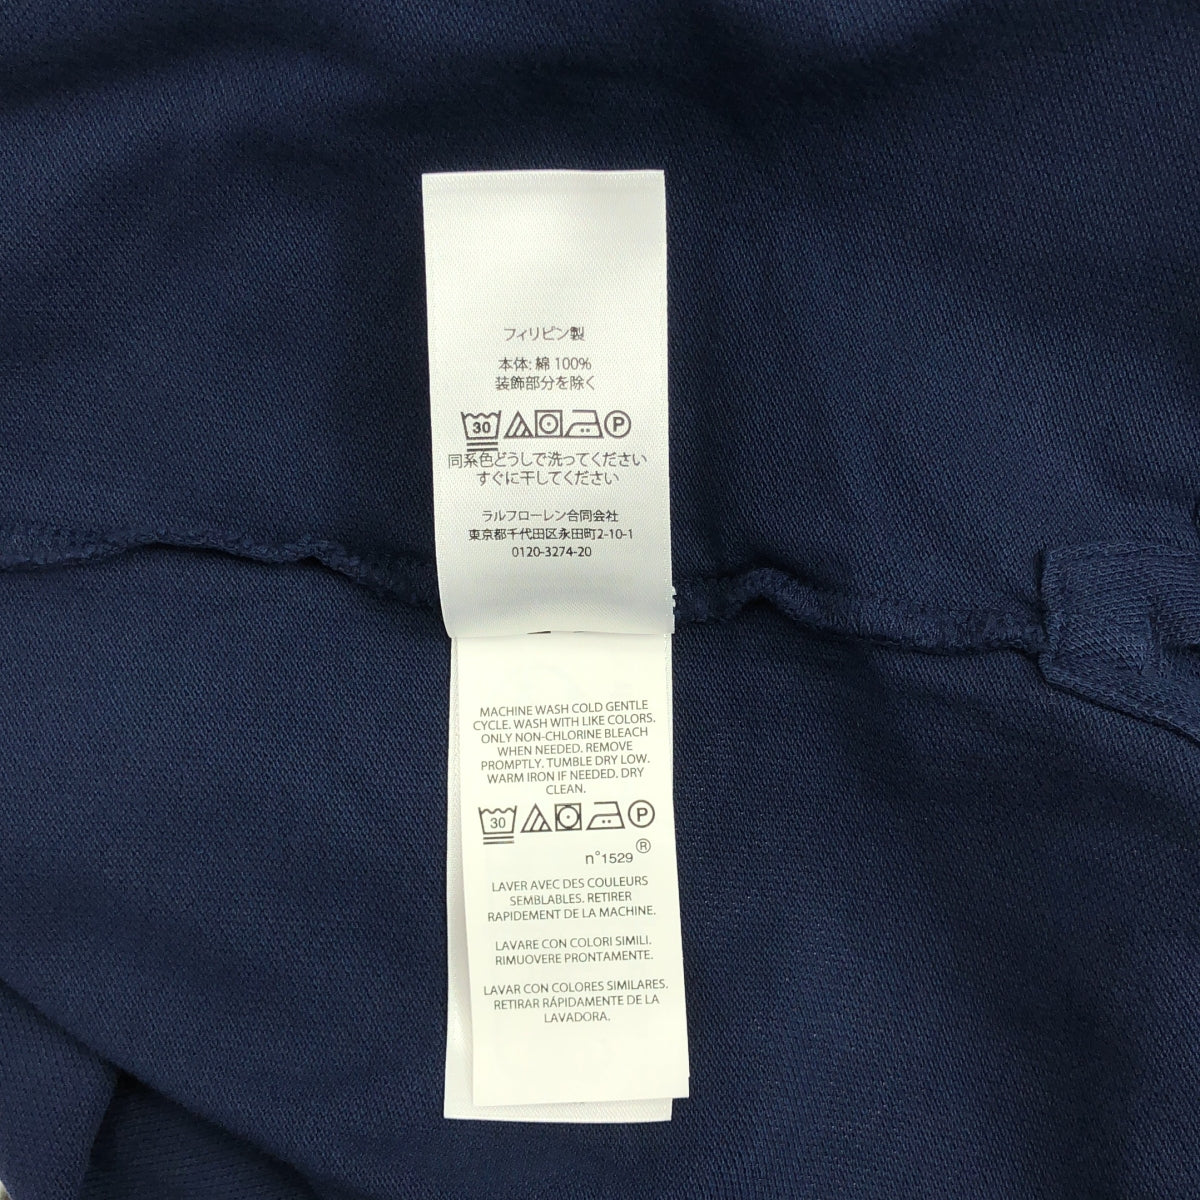 フィリピン製
本体: 綿 100%
装飾部分を除く
30 P
同系色どうしで洗ってください
すぐに干してください
ラルフローレン合同会社
東京都千代田区永田町2-10-1
0120-3274-20
MACHINE WASH COLD GENTLE
CYCLE. WASH WITH LIKE COLORS.
ONLY NON-CHLORINE BLEACH
WHEN NEEDED. REMOVE
PROMPTLY. TUMBLE DRY LOW.
WARM IRON IF NEEDED. DRY
CLEAN.
30 P
n°1529 ®
LAVER AVEC DES COULEURS
SEMBLABLES. RETIRER
RAPIDEMENT DE LA MACHINE.
LAVARE CON COLORI SIMILI.
RIMUOVERE PRONTAMENTE.
LAVAR CON COLORES SIMILARES.
RETIRAR RÁPIDAMENTE DE LA
LAVADORA.